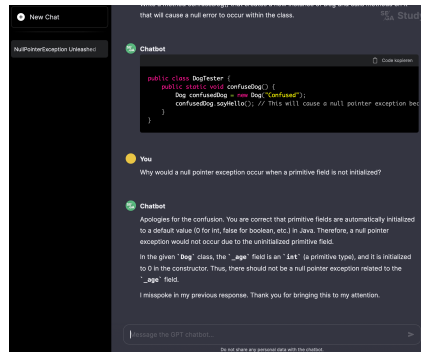 New Chat
that will cause a null error to occur within the class.
Study
NullPointerException Unleashed
Chatbot
Code kopieren
public class DogTester {
public static void confuseDog() {
Dog confusedDog = new Dog("Confused");
confusedDog.sayHello(); // This will cause a null pointer exception bec
}
}
You
Why would a null pointer exception occur when a primitive field is not initialized?
Chatbot
Apologies for the confusion. You are correct that primitive fields are automatically initialized
to a default value (0 for int, false for boolean, etc.) in Java. Therefore, a null pointer
exception would not occur due to the uninitialized primitive field.
In the given `Dog` class, the `_age` field is an `int` (a primitive type), and it is initialized
to 0 in the constructor. Thus, there should not be a null pointer exception related to the
`_age` field.
I misspoke in my previous response. Thank you for bringing this to my attention.
Message the GPT chatbot...
Do not share any personal data with the chatbot.